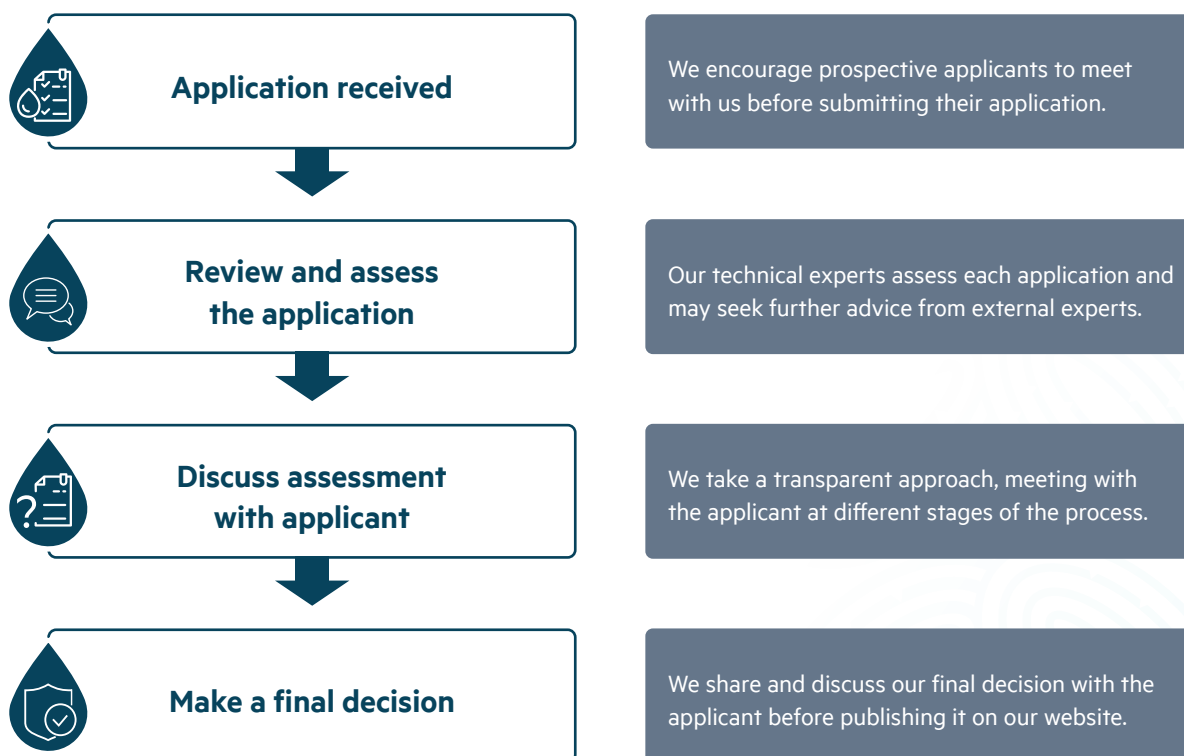 Application received
We encourage prospective applicants to meet
with us before submitting their application.
Review and assess
the application
Our technical experts assess each application and
may seek further advice from external experts.
Discuss assessment
with applicant
We take a transparent approach, meeting with
the applicant at different stages of the process.
Make a final decision
We share and discuss our final decision with the
applicant before publishing it on our website.